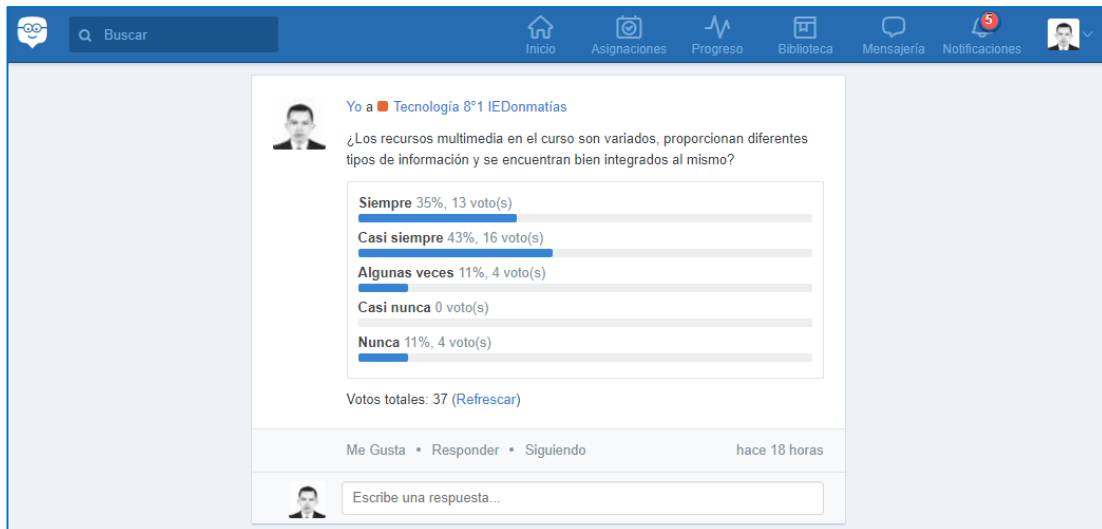 Buscar
Inicio
Asignaciones
Progreso
Biblioteca
Mensajería
5
Notificaciones
Yo a Tecnología 8°1 IEDonmatías
¿Los recursos multimedia en el curso son variados, proporcionan diferentes
tipos de información y se encuentran bien integrados al mismo?
Siempre 35%, 13 voto(s)
Casi siempre 43%, 16 voto(s)
Algunas veces 11%, 4 voto(s)
Casi nunca 0 voto(s)
Nunca 11%, 4 voto(s)
Votos totales: 37 (Refrescar)
Me Gusta • Responder • Siguiendo
hace 18 horas
Escribe una respuesta...